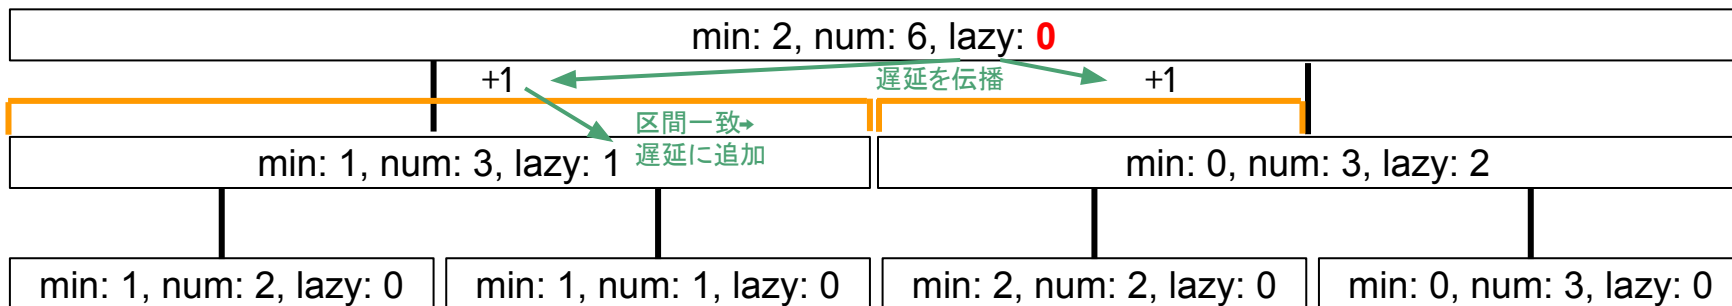 min: 2, num: 6, lazy: 0
+1
遅延を伝播
+1
区間一致→
遅延に追加
min: 1, num: 3, lazy: 1
min: 0, num: 3, lazy: 2
min: 1, num: 2, lazy: 0
min: 1, num: 1, lazy: 0
min: 2, num: 2, lazy: 0
min: 0, num: 3, lazy: 0